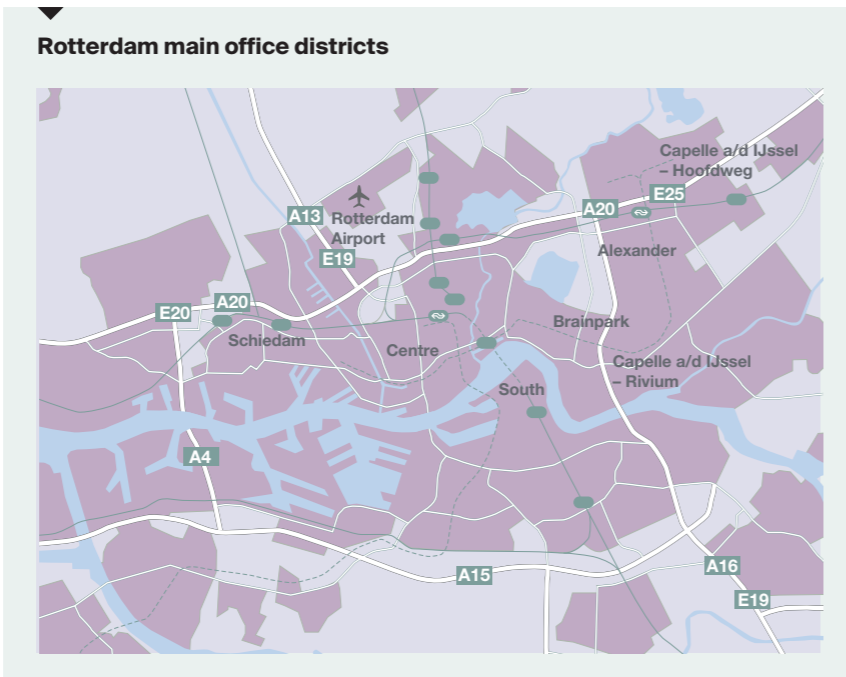 Rotterdam main office districts
Capelle a/d IJssel
– Hoofdweg
E25
A20
A13
Rotterdam
Airport
Alexander
E19
A20
E20
Brainpark
Schiedam
Centre
Capelle a/d IJssel
– Rivium
South
A4
A16
A15
E19